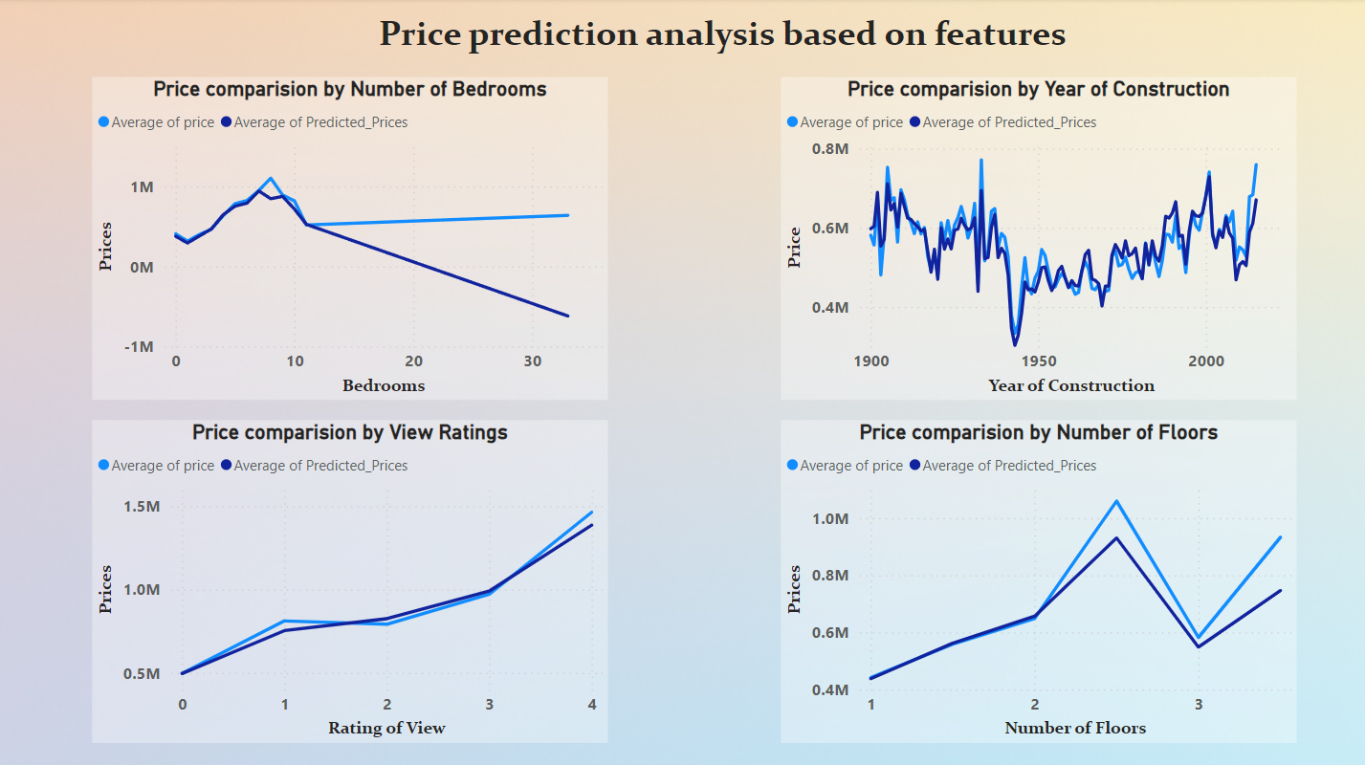 Price prediction analysis based on features
Price comparision by Number of Bedrooms
Average of price Average of Predicted_Prices
Prices
1M
0M
-1M
0 10 20 30
Bedrooms
Price comparision by Year of Construction
Average of price Average of Predicted_Prices
Price
0.8M
0.6M
0.4M
1900 1950 2000
Year of Construction
Price comparision by View Ratings
Average of price Average of Predicted_Prices
Prices
1.5M
1.0M
0.5M
0 1 2 3 4
Rating of View
Price comparision by Number of Floors
Average of price Average of Predicted_Prices
Prices
1.0M
0.8M
0.6M
0.4M
1 2 3
Number of Floors